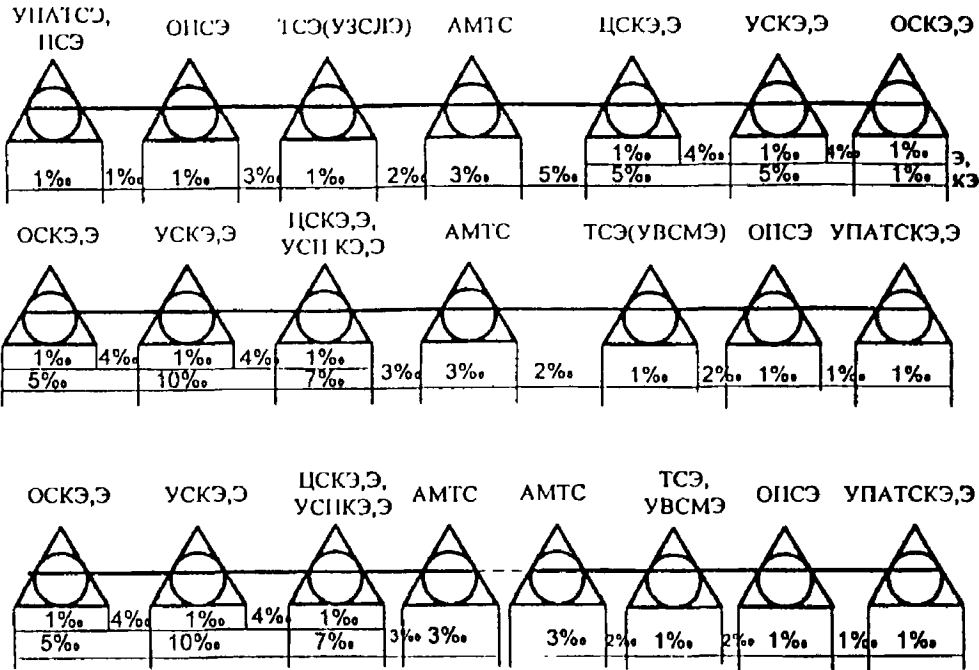 УПАТСЭ, ПСЭ ОПСЭ ТСЭ(УЗСЛЭ) АМТС ЦСКЭ,Э УСКЭ,Э ОСКЭ,Э
1‰ 4‰ 1‰ 4‰ 1‰ Э,
1‰ 1‰ 1‰ 3‰ 1‰ 2‰ 3‰ 5‰ 5‰ 5‰ 1‰ КЭ
ОСКЭ,Э УСКЭ,Э ЦСКЭ,Э, УСП КЭ,Э АМТС ТСЭ(УВСМЭ) ОПСЭ УПАТСКЭ,Э
1‰ 4‰ 1‰ 4‰ 1‰
5‰ 10‰ 7‰ 3‰ 3‰ 2‰ 1‰ 2‰ 1‰ 1‰ 1‰
ОСКЭ,Э УСКЭ,Э ЦСКЭ,Э, УСПКЭ,Э АМТС АМТС ТСЭ, УВСМЭ ОПСЭ УПАТСКЭ,Э
1‰ 4‰ 1‰ 4‰ 1‰
5‰ 10‰ 7‰ 3‰ 3‰ 3‰ 2‰ 1‰ 2‰ 1‰ 1‰ 1‰